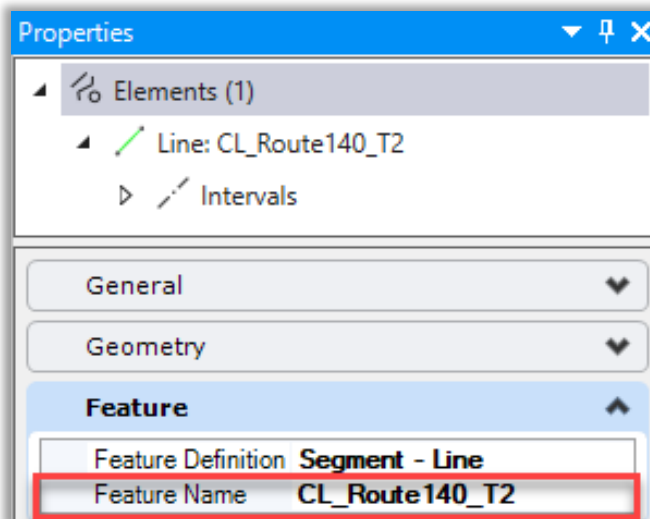 Properties
Elements (1)
Line: CL_Route140_T2
Intervals
General
Geometry
Feature
Feature Definition Segment - Line
Feature Name CL_Route140_T2